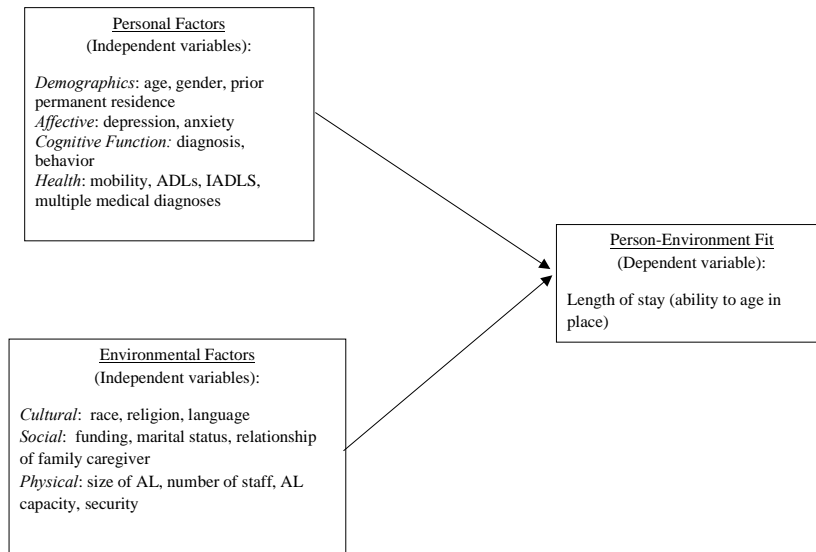 Personal Factors
(Independent variables):
Demographics: age, gender, prior
permanent residence
Affective: depression, anxiety
Cognitive Function: diagnosis,
behavior
Health: mobility, ADLs, IADLS,
multiple medical diagnoses
Person-Environment Fit
(Dependent variable):
Length of stay (ability to age in
place)
Environmental Factors
(Independent variables):
Cultural: race, religion, language
Social: funding, marital status, relationship
of family caregiver
Physical: size of AL, number of staff, AL
capacity, security